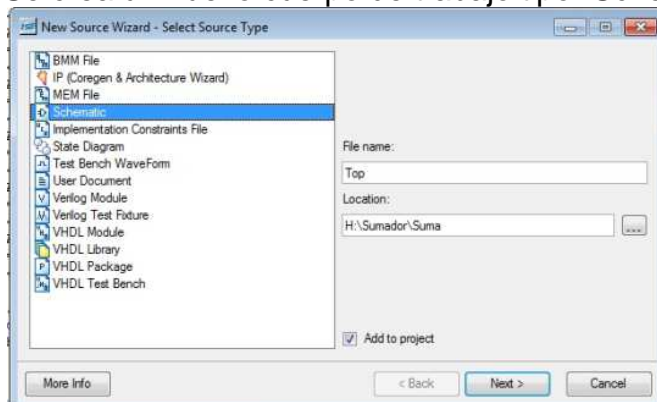 New Source Wizard - Select Source Type
BMM File
IP (Coregen & Architecture Wizard)
MEM File
Schematic
Implementation Constraints File
State Diagram
Test Bench WaveForm
User Document
Verilog Module
Verilog Test Fixture
VHDL Module
VHDL Library
VHDL Package
VHDL Test Bench
File name:
Top
Location:
H:\Sumador\Suma
...
Add to project
More Info
< Back
Next >
Cancel